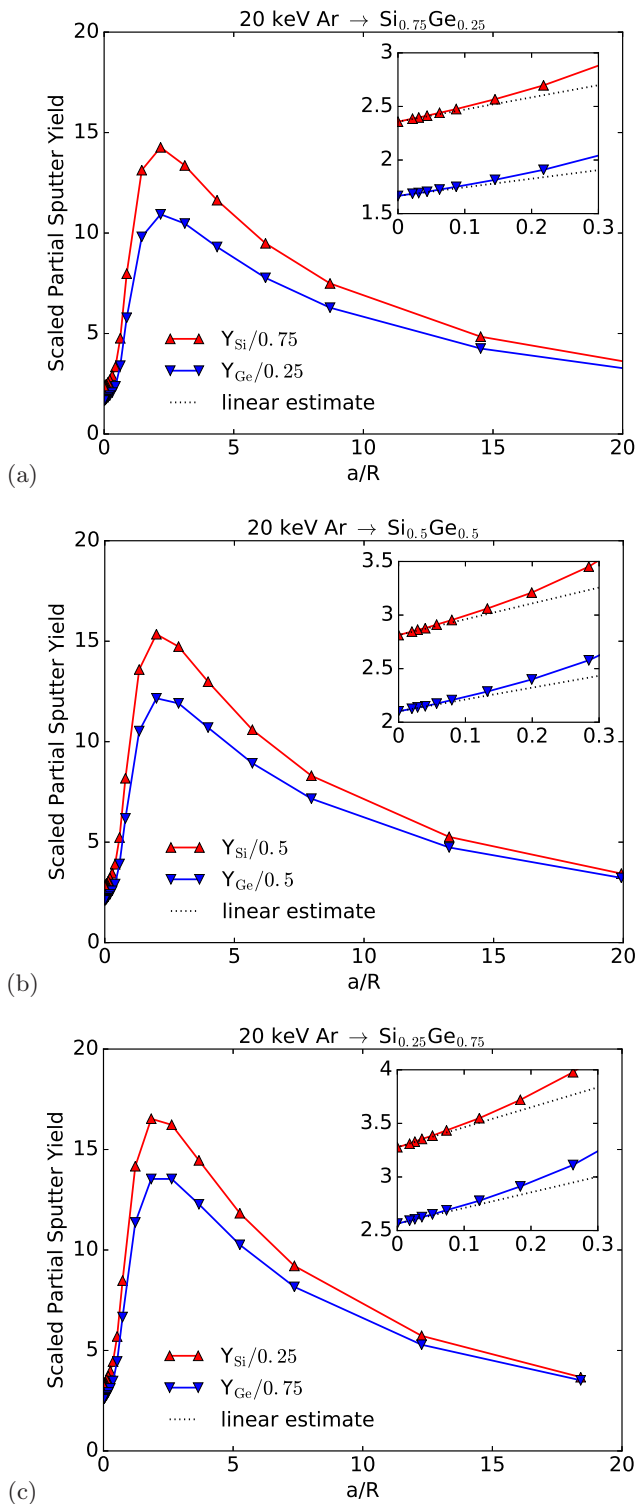 20 keV Ar → Si0.75Ge0.25
20
15
10
5
0
Scaled Partial Sputter Yield
3
2.5
2
1.5
0 0.1 0.2 0.3
YSi/0.75
YGe/0.25
linear estimate
0 5 10 15 20
a/R
(a)
20 keV Ar → Si0.5Ge0.5
20
15
10
5
0
Scaled Partial Sputter Yield
3.5
3
2.5
2
0 0.1 0.2 0.3
YSi/0.5
YGe/0.5
linear estimate
0 5 10 15 20
a/R
(b)
20 keV Ar → Si0.25Ge0.75
20
15
10
5
0
Scaled Partial Sputter Yield
4
3.5
3
2.5
0 0.1 0.2 0.3
YSi/0.25
YGe/0.75
linear estimate
0 5 10 15 20
a/R
(c)